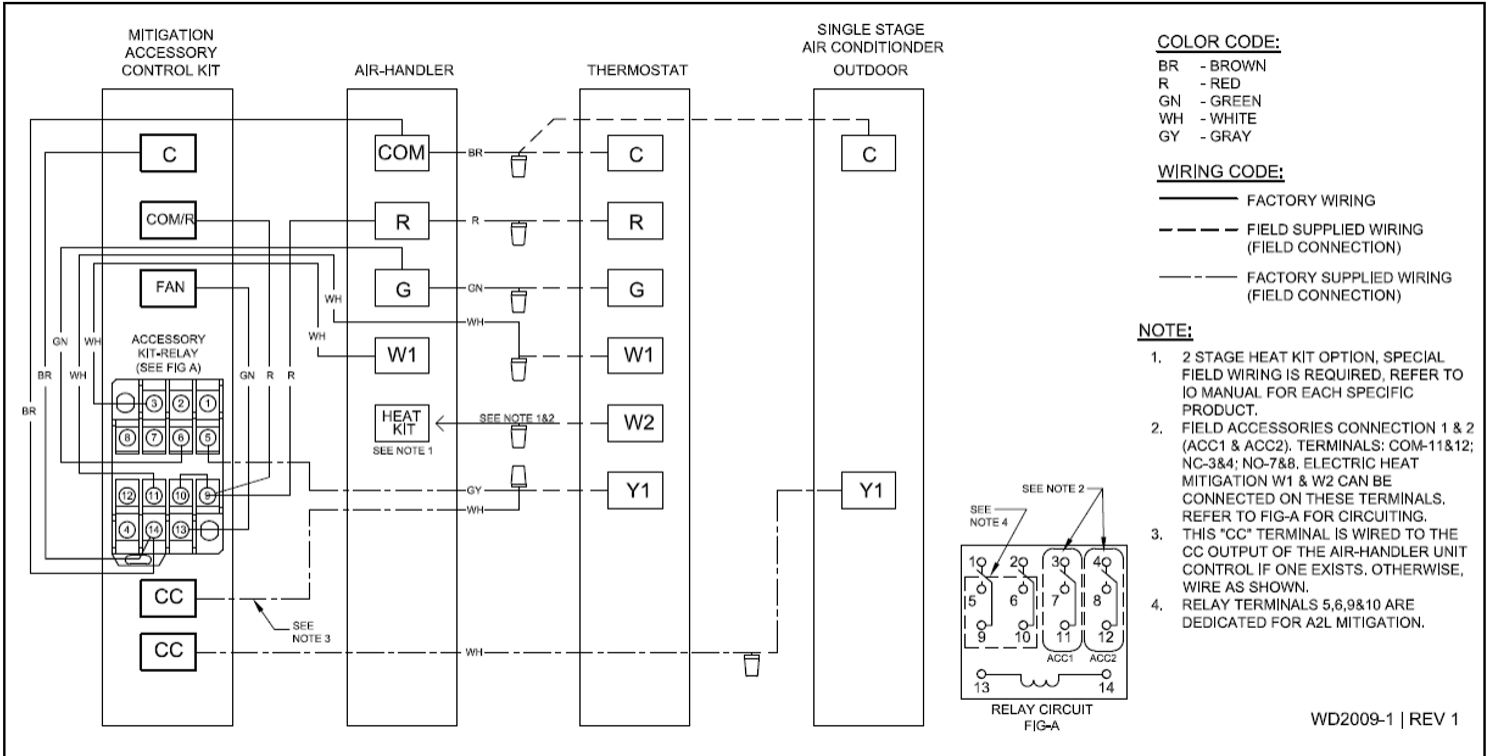 MITIGATION
ACCESSORY
CONTROL KIT
AIR-HANDLER
THERMOSTAT
SINGLE STAGE
AIR CONDITIONDER
OUTDOOR
C
COM/R
FAN
ACCESSORY
KIT-RELAY
(SEE FIG A)
3 2 1
8 7 6 5
12 11 10 9
4 14 13
CC
CC
BR
BR
GN
WH
WH
GN
R
R
WH
WH
COM
R
G
W1
HEAT
KIT
SEE NOTE 1
BR
R
GN
WH
SEE NOTE 1&2
GY
WH
SEE
NOTE 3
WH
C
R
G
W1
W2
Y1
C
Y1
COLOR CODE:
BR - BROWN
R - RED
GN - GREEN
WH - WHITE
GY - GRAY
WIRING CODE:
FACTORY WIRING
FIELD SUPPLIED WIRING
(FIELD CONNECTION)
FACTORY SUPPLIED WIRING
(FIELD CONNECTION)
NOTE:
1. 2 STAGE HEAT KIT OPTION, SPECIAL
FIELD WIRING IS REQUIRED, REFER TO
IO MANUAL FOR EACH SPECIFIC
PRODUCT.
2. FIELD ACCESSORIES CONNECTION 1 & 2
(ACC1 & ACC2). TERMINALS: COM-11&12;
NC-3&4; NO-7&8. ELECTRIC HEAT
MITIGATION W1 & W2 CAN BE
CONNECTED ON THESE TERMINALS.
REFER TO FIG-A FOR CIRCUITING.
3. THIS "CC" TERMINAL IS WIRED TO THE
CC OUTPUT OF THE AIR-HANDLER UNIT
CONTROL IF ONE EXISTS. OTHERWISE,
WIRE AS SHOWN.
4. RELAY TERMINALS 5,6,9&10 ARE
DEDICATED FOR A2L MITIGATION.
SEE NOTE 2
SEE
NOTE 4
1 2 3 4
5 6 7 8
9 10 11 12
ACC1 ACC2
13 14
RELAY CIRCUIT
FIG-A
WD2009-1 | REV 1